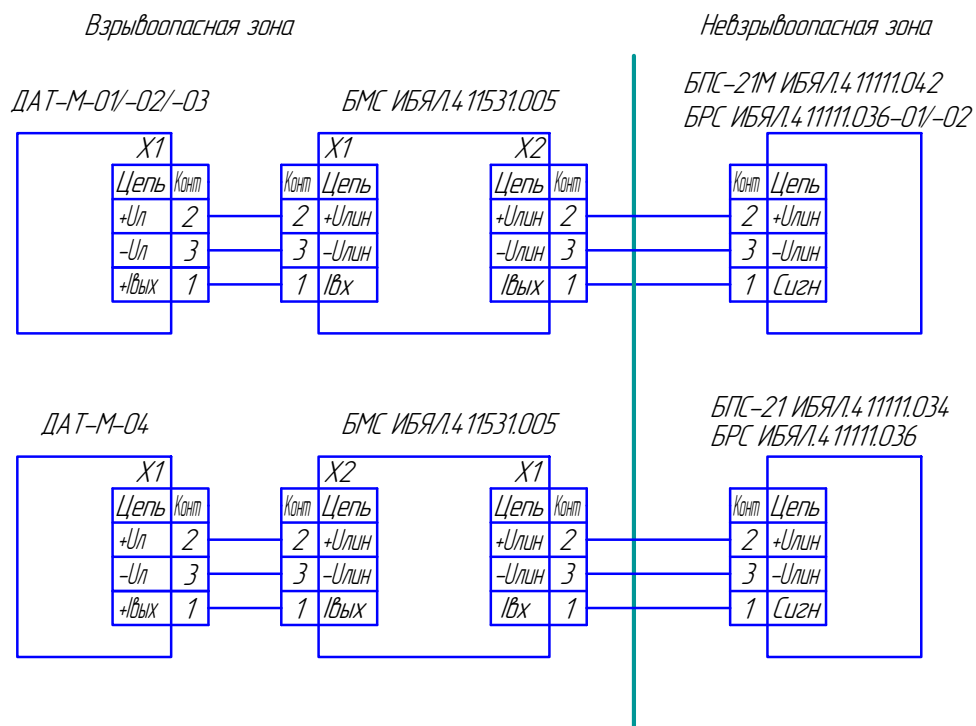 Взрывоопасная зона
Невзрывоопасная зона
ДАТ-М-01/-02/-03
БМС ИБЯЛ.411531.005
БПС-21М ИБЯЛ.411111.042
БРС ИБЯЛ.411111.036-01/-02
X1
X1
X2
Цепь Конт
Конт Цепь
Цепь Конт
Конт Цепь
+Uл 2
2 +Uлин
+Uлин 2
2 +Uлин
-Uл 3
3 -Uлин
-Uлин 3
3 -Uлин
+Iвых 1
1 Iвх
Iвых 1
1 Сигн
ДАТ-М-04
БМС ИБЯЛ.411531.005
БПС-21 ИБЯЛ.411111.034
БРС ИБЯЛ.411111.036
X1
X2
X1
Цепь Конт
Конт Цепь
Цепь Конт
Конт Цепь
+Uл 2
2 +Uлин
+Uлин 2
2 +Uлин
-Uл 3
3 -Uлин
-Uлин 3
3 -Uлин
+Iвых 1
1 Iвых
Iвх 1
1 Сигн